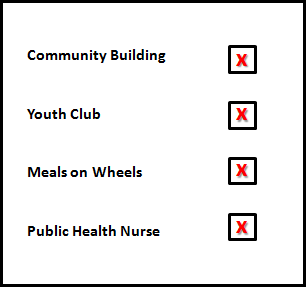 Community Building X
Youth Club X
Meals on Wheels X
Public Health Nurse X